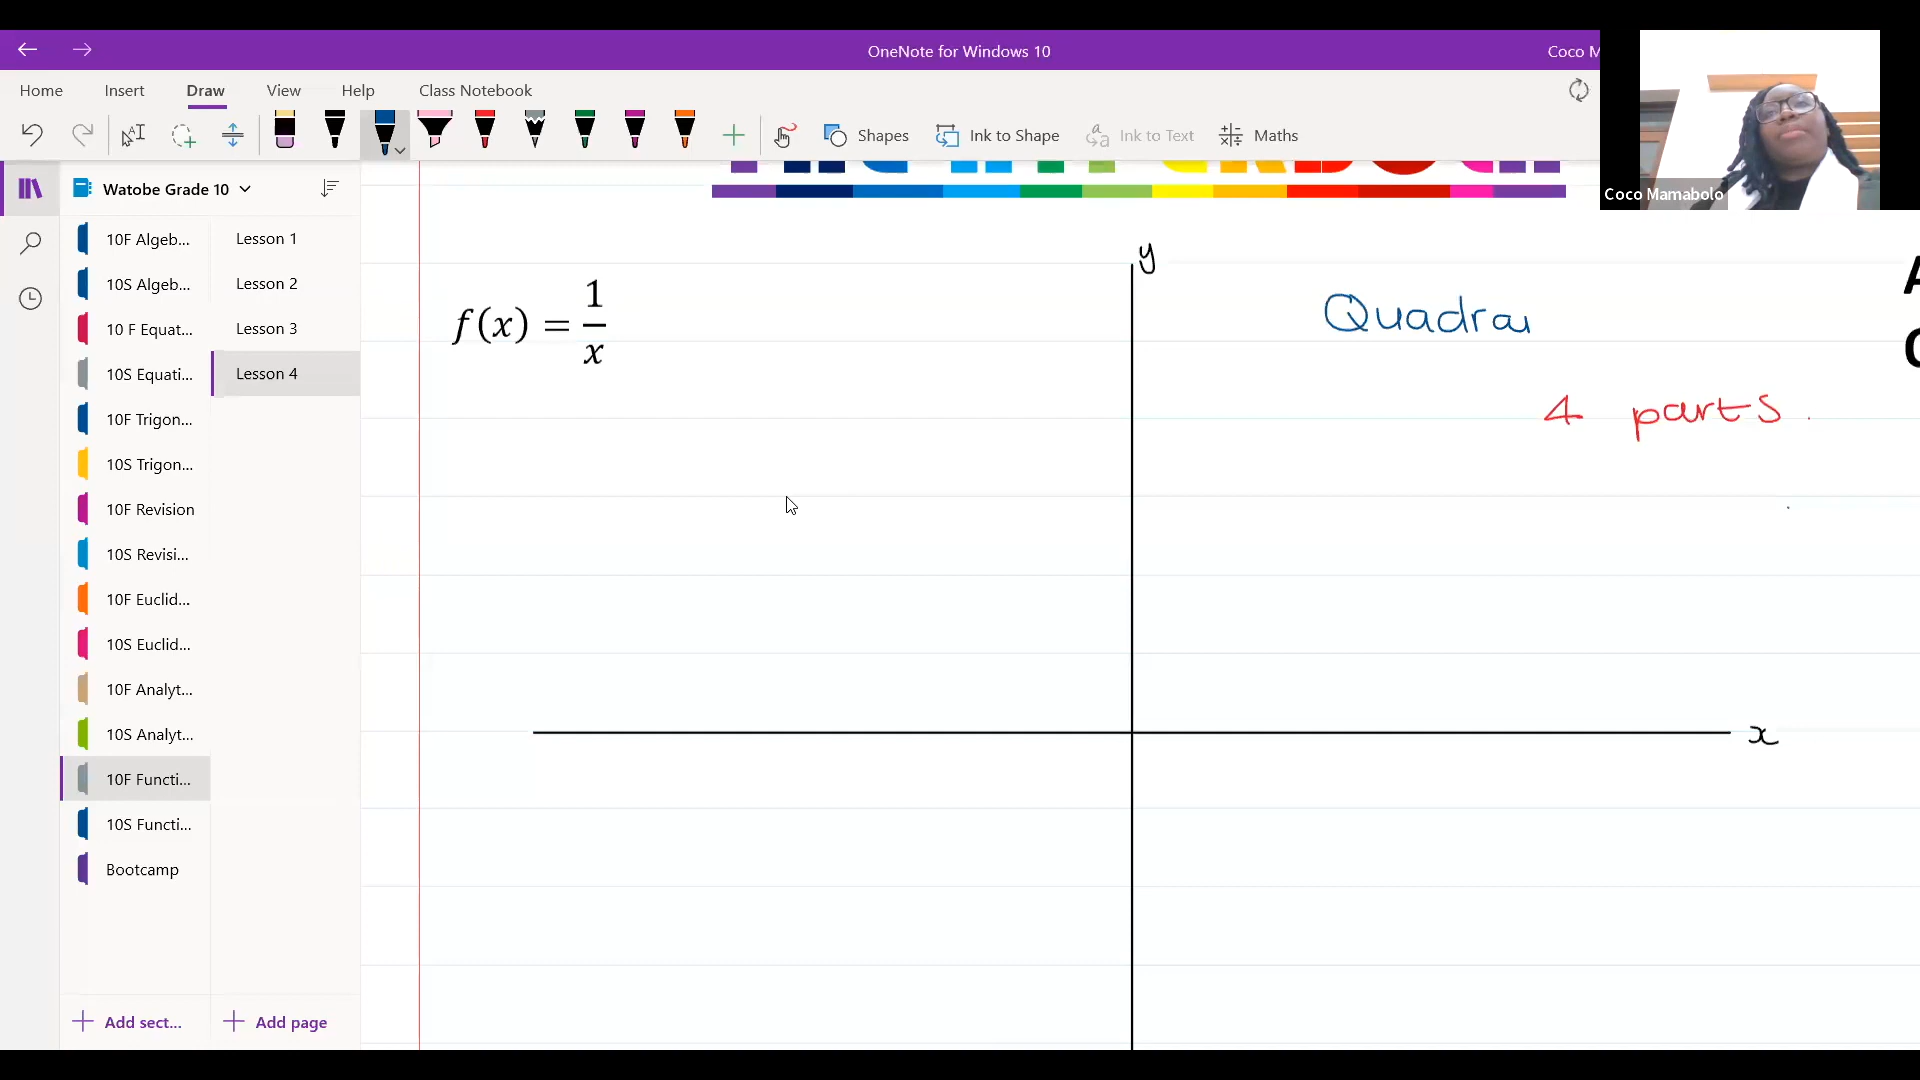 OneNote for Windows 10
Coco M
Home Insert Draw View Help Class Notebook
Shapes Ink to Shape Ink to Text Maths
Coco Mamabolo
Watobe Grade 10
10F Algeb...
10S Algeb...
10 F Equat...
10S Equati...
10F Trigon...
10S Trigon...
10F Revision
10S Revisi...
10F Euclid...
10S Euclid...
10F Analyt...
10S Analyt...
10F Functi...
10S Functi...
Bootcamp
Add sect...
Lesson 1
Lesson 2
Lesson 3
Lesson 4
Add page
f(x) = 1/x
y
Quadra
4 parts.
x